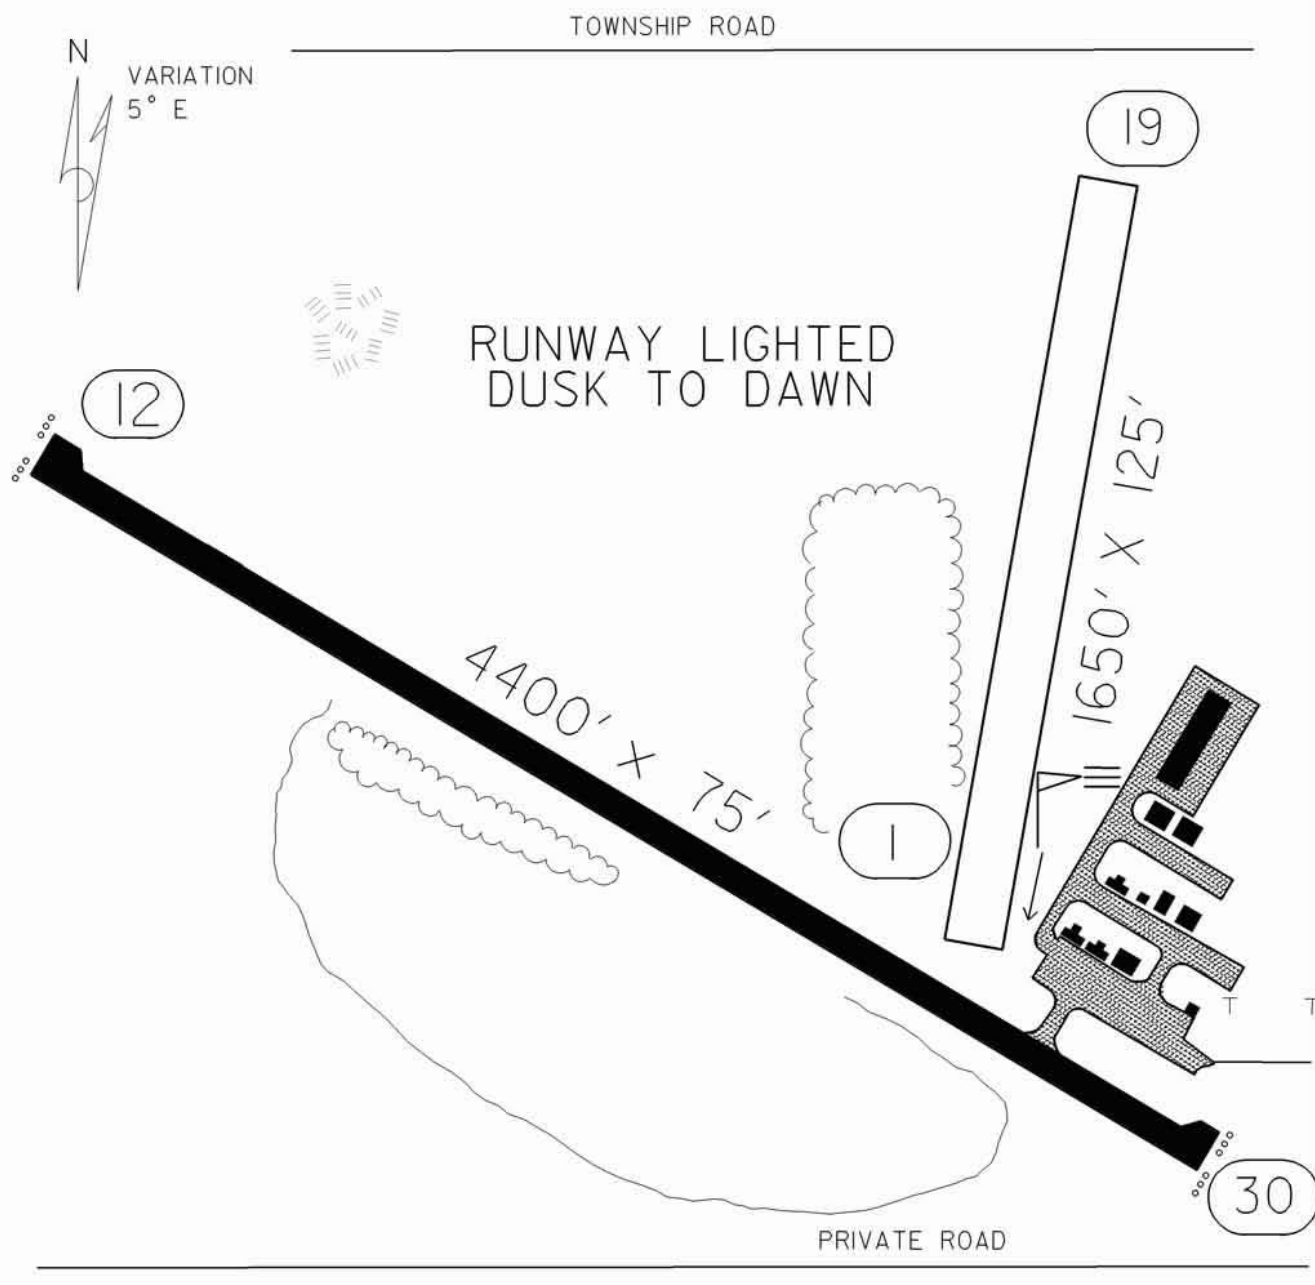 TOWNSHIP ROAD
N
VARIATION
5° E
19
RUNWAY LIGHTED
DUSK TO DAWN
12
1650' X 125'
4400' X 75'
1
T T
30
PRIVATE ROAD